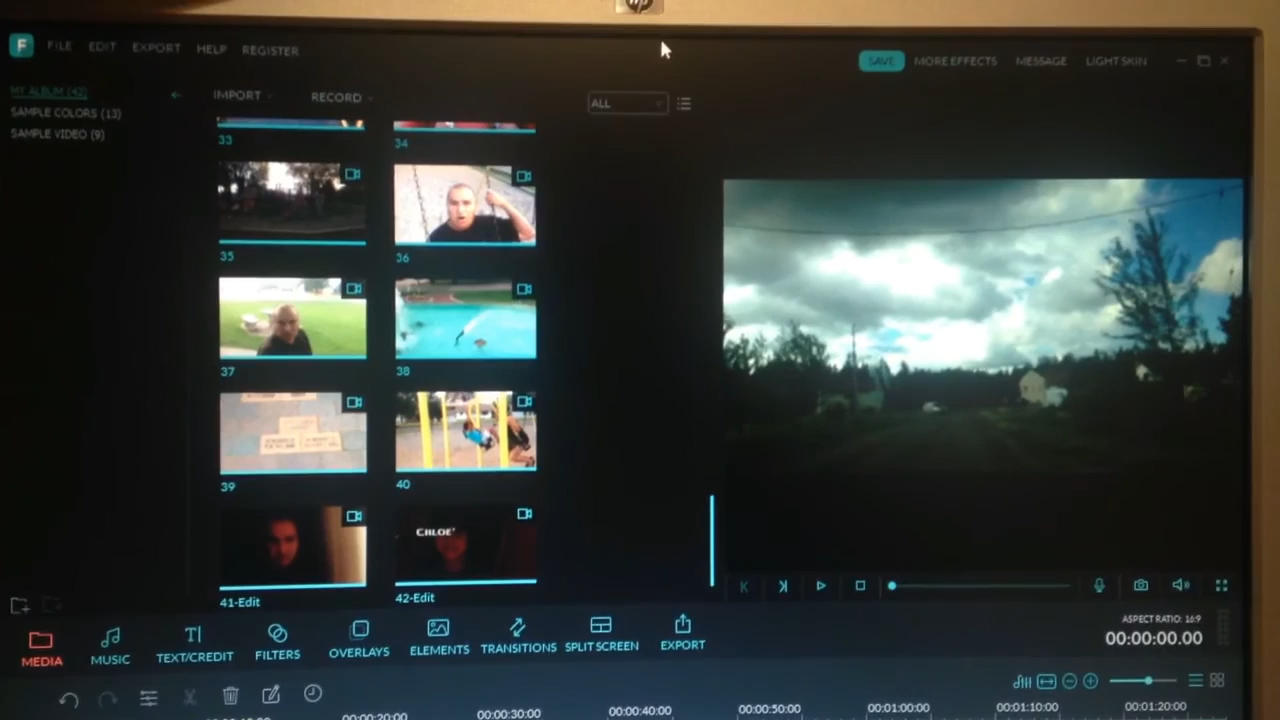 hp
F FILE EDIT EXPORT HELP REGISTER
SAVE MORE EFFECTS MESSAGE LIGHT SKIN
MY ALBUM (42)
SAMPLE COLORS (13)
SAMPLE VIDEO (9)
IMPORT RECORD ALL
33 34
35 36
37 38
39 40
CHLOE'
41-Edit 42-Edit
ASPECT RATIO: 16:9
00:00:00.00
MEDIA MUSIC TEXT/CREDIT FILTERS OVERLAYS ELEMENTS TRANSITIONS SPLIT SCREEN EXPORT
00:00:20:00 00:00:30:00 00:00:40:00 00:00:50:00 00:01:00:00 00:01:10:00 00:01:20:00